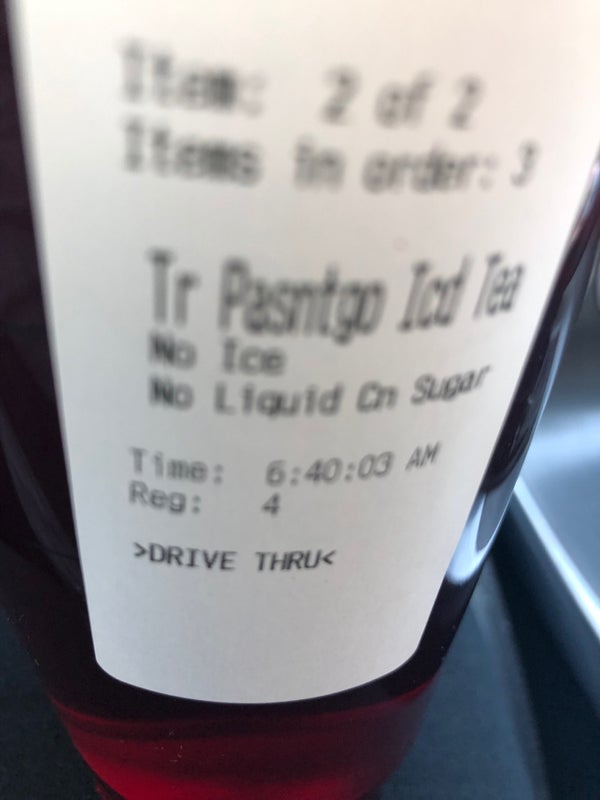 Item: 2 of 2
Items in order: 3
Tr Pasntgo Icd Tea
No Ice
No Liquid Cn Sugar
Time: 6:40:03 AM
Reg: 4
>DRIVE THRU<